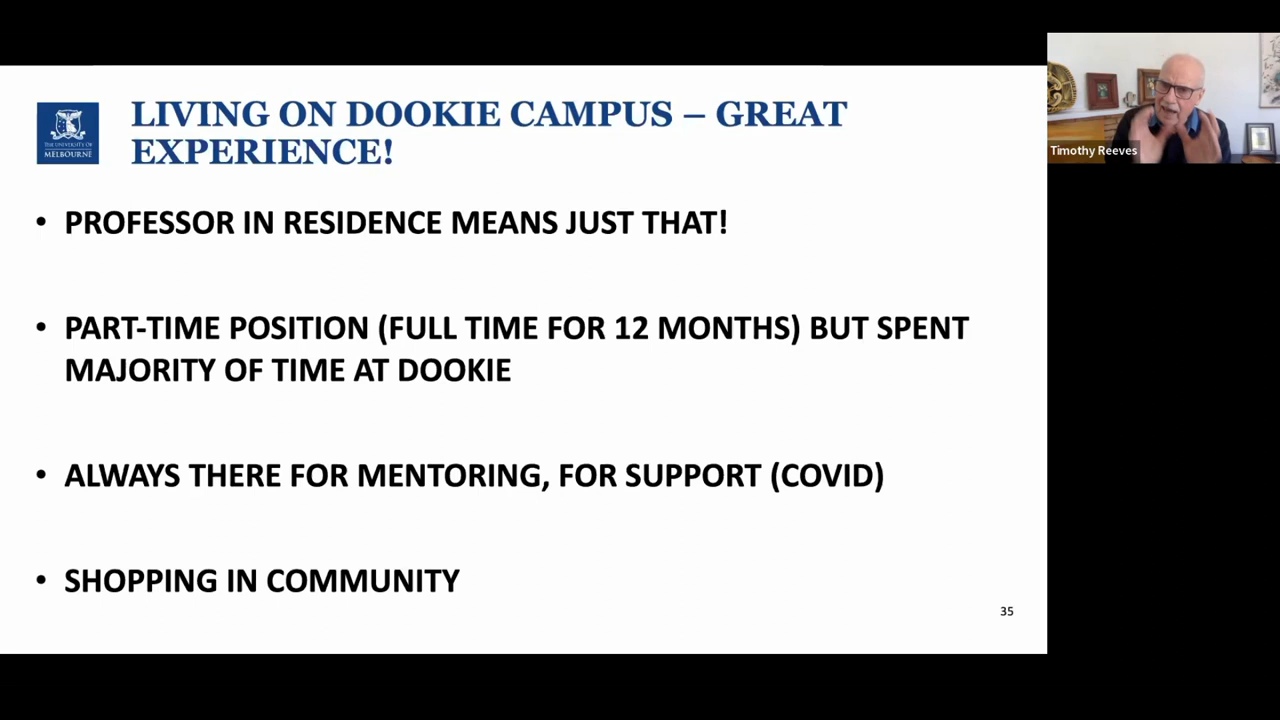 LIVING ON DOOKIE CAMPUS – GREAT
EXPERIENCE!
THE UNIVERSITY OF
MELBOURNE
• PROFESSOR IN RESIDENCE MEANS JUST THAT!
• PART-TIME POSITION (FULL TIME FOR 12 MONTHS) BUT SPENT
MAJORITY OF TIME AT DOOKIE
• ALWAYS THERE FOR MENTORING, FOR SUPPORT (COVID)
• SHOPPING IN COMMUNITY
35
Timothy Reeves